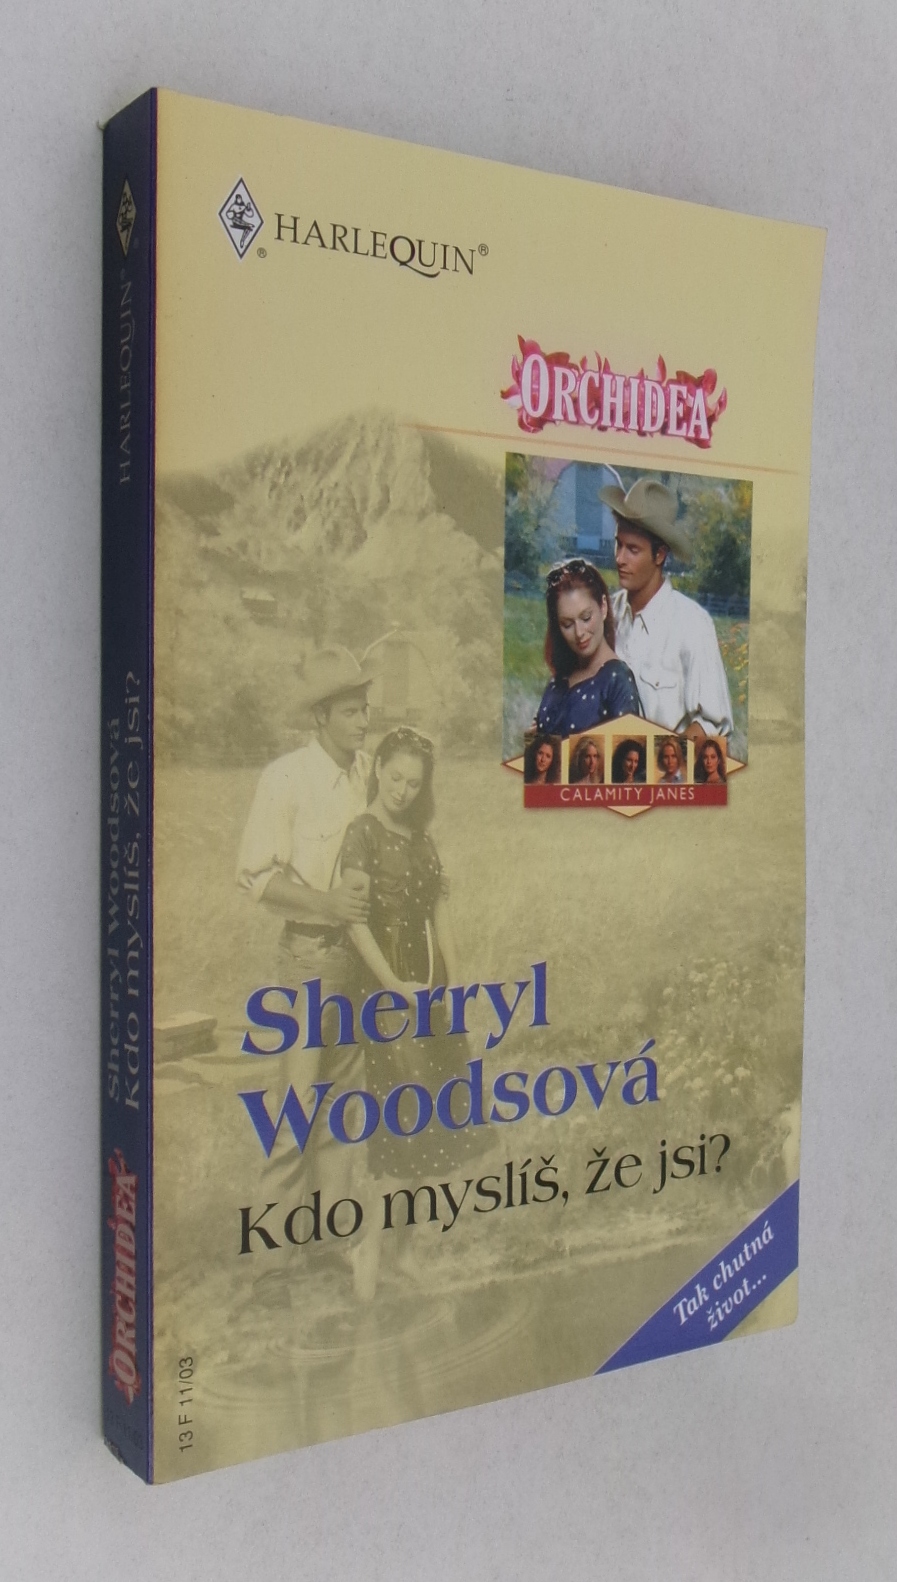 HARLEQUIN®
ORCHIDEA
CALAMITY JANES
Sherryl
Woodsová
Kdo myslíš, že jsi?
Tak chutná
život...
13 F 11/03
HARLEQUIN®
Sherryl Woodsová
Kdo myslíš, že jsi?
ORCHIDEA